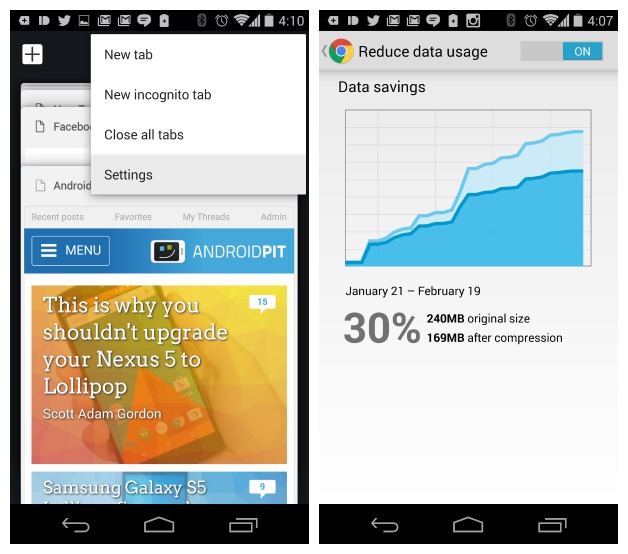 4:10
New tab
New incognito tab
Close all tabs
Settings
Facebo
Android
Recent posts
Favorites
My Threads
Admin
MENU
ANDROIDPIT
This is why you
shouldn't upgrade
your Nexus 5 to
Lollipop
15
Scott Adam Gordon
Samsung Galaxy S5
9
4:07
Reduce data usage
ON
Data savings
January 21 – February 19
30%
240MB original size
169MB after compression